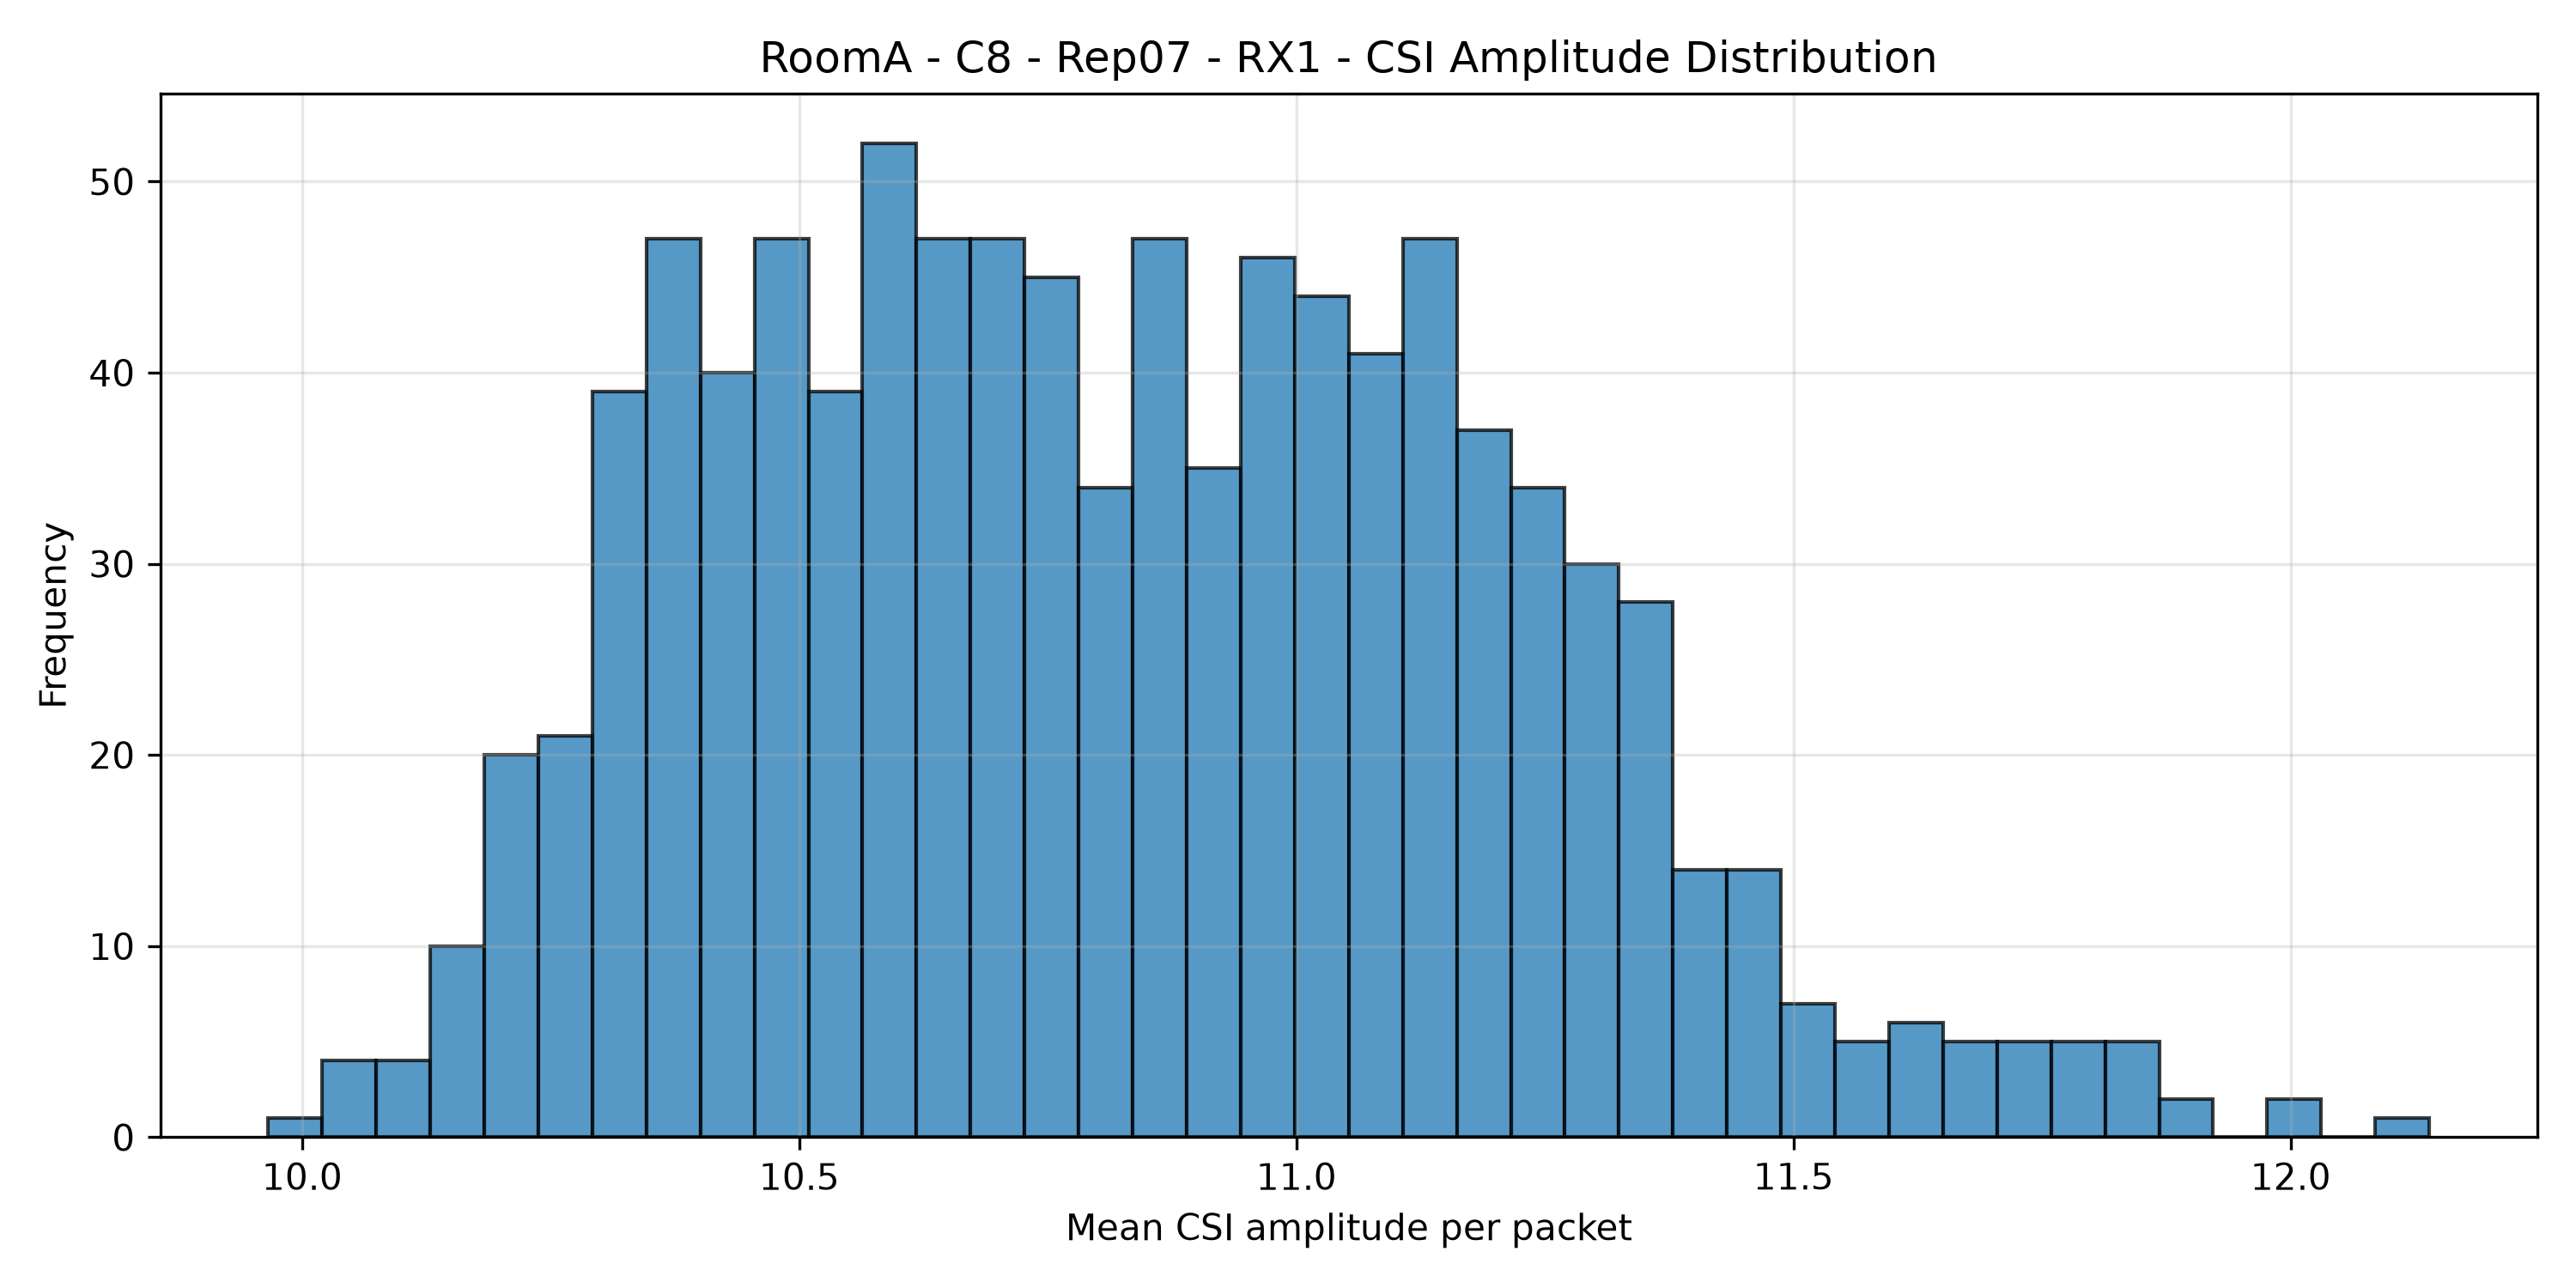 RoomA - C8 - Rep07 - RX1 - CSI Amplitude Distribution
Frequency
50
40
30
20
10
0
10.0 10.5 11.0 11.5 12.0
Mean CSI amplitude per packet